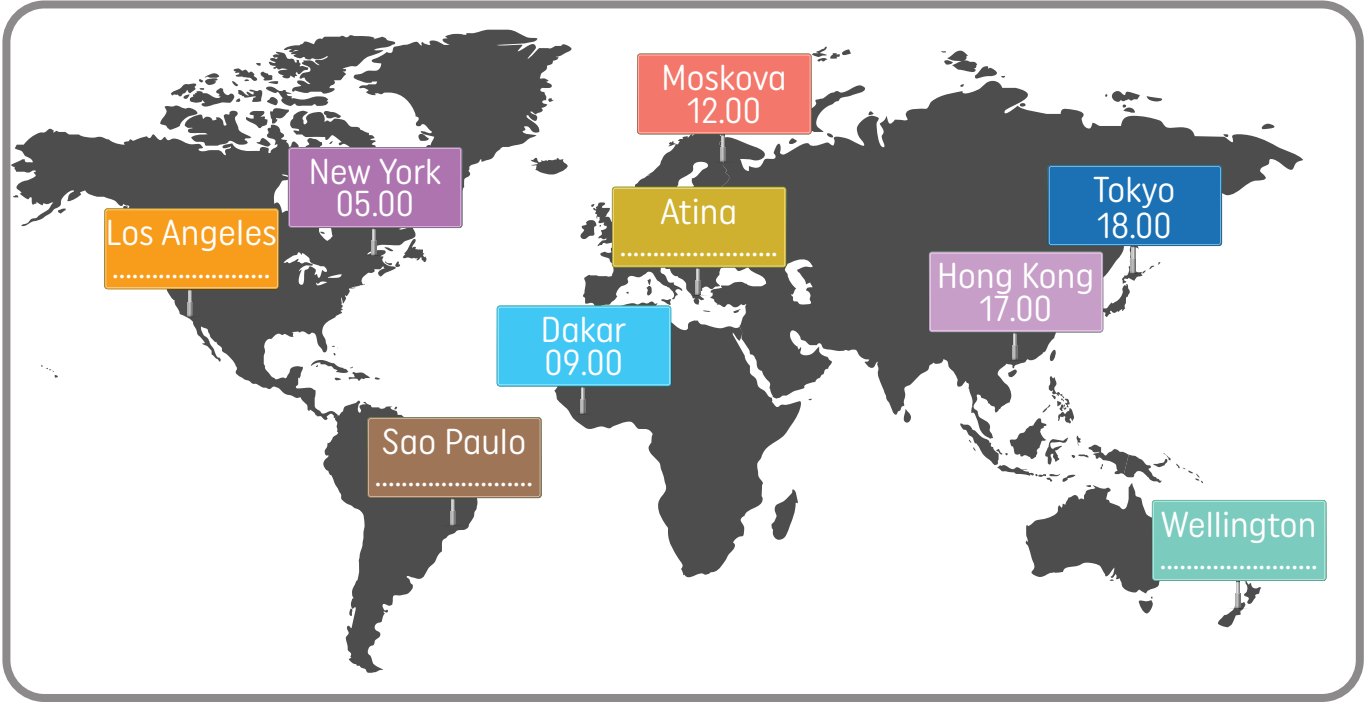 Moskova
12.00
New York
05.00
Tokyo
18.00
Atina
........................
Los Angeles
........................
Hong Kong
17.00
Dakar
09.00
Sao Paulo
........................
Wellington
........................